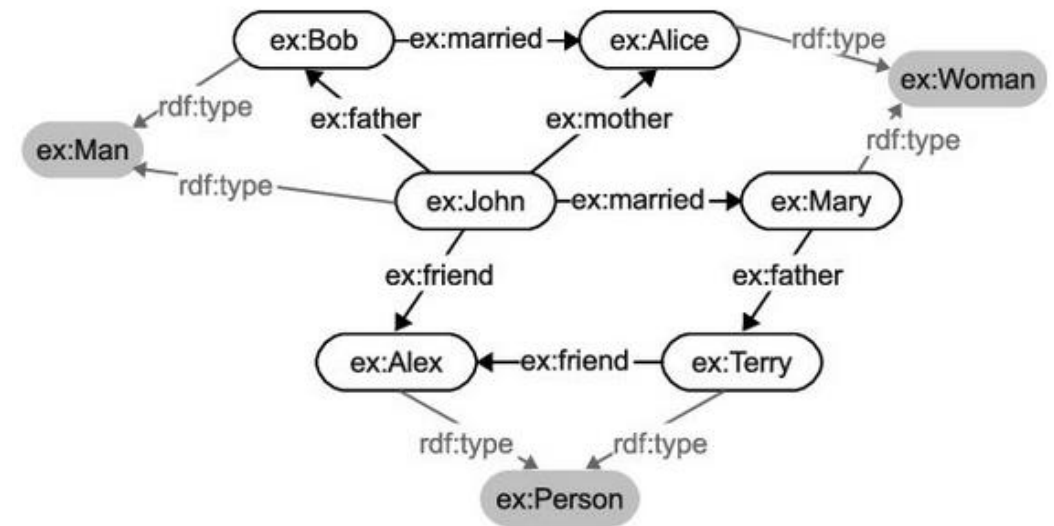 ex:Bob ex:married ex:Alice rdf:type
ex:Woman
rdf:type ex:father ex:mother rdf:type
ex:Man
rdf:type ex:John ex:married ex:Mary
ex:friend ex:father
ex:Alex ex:friend ex:Terry
rdf:type rdf:type
ex:Person